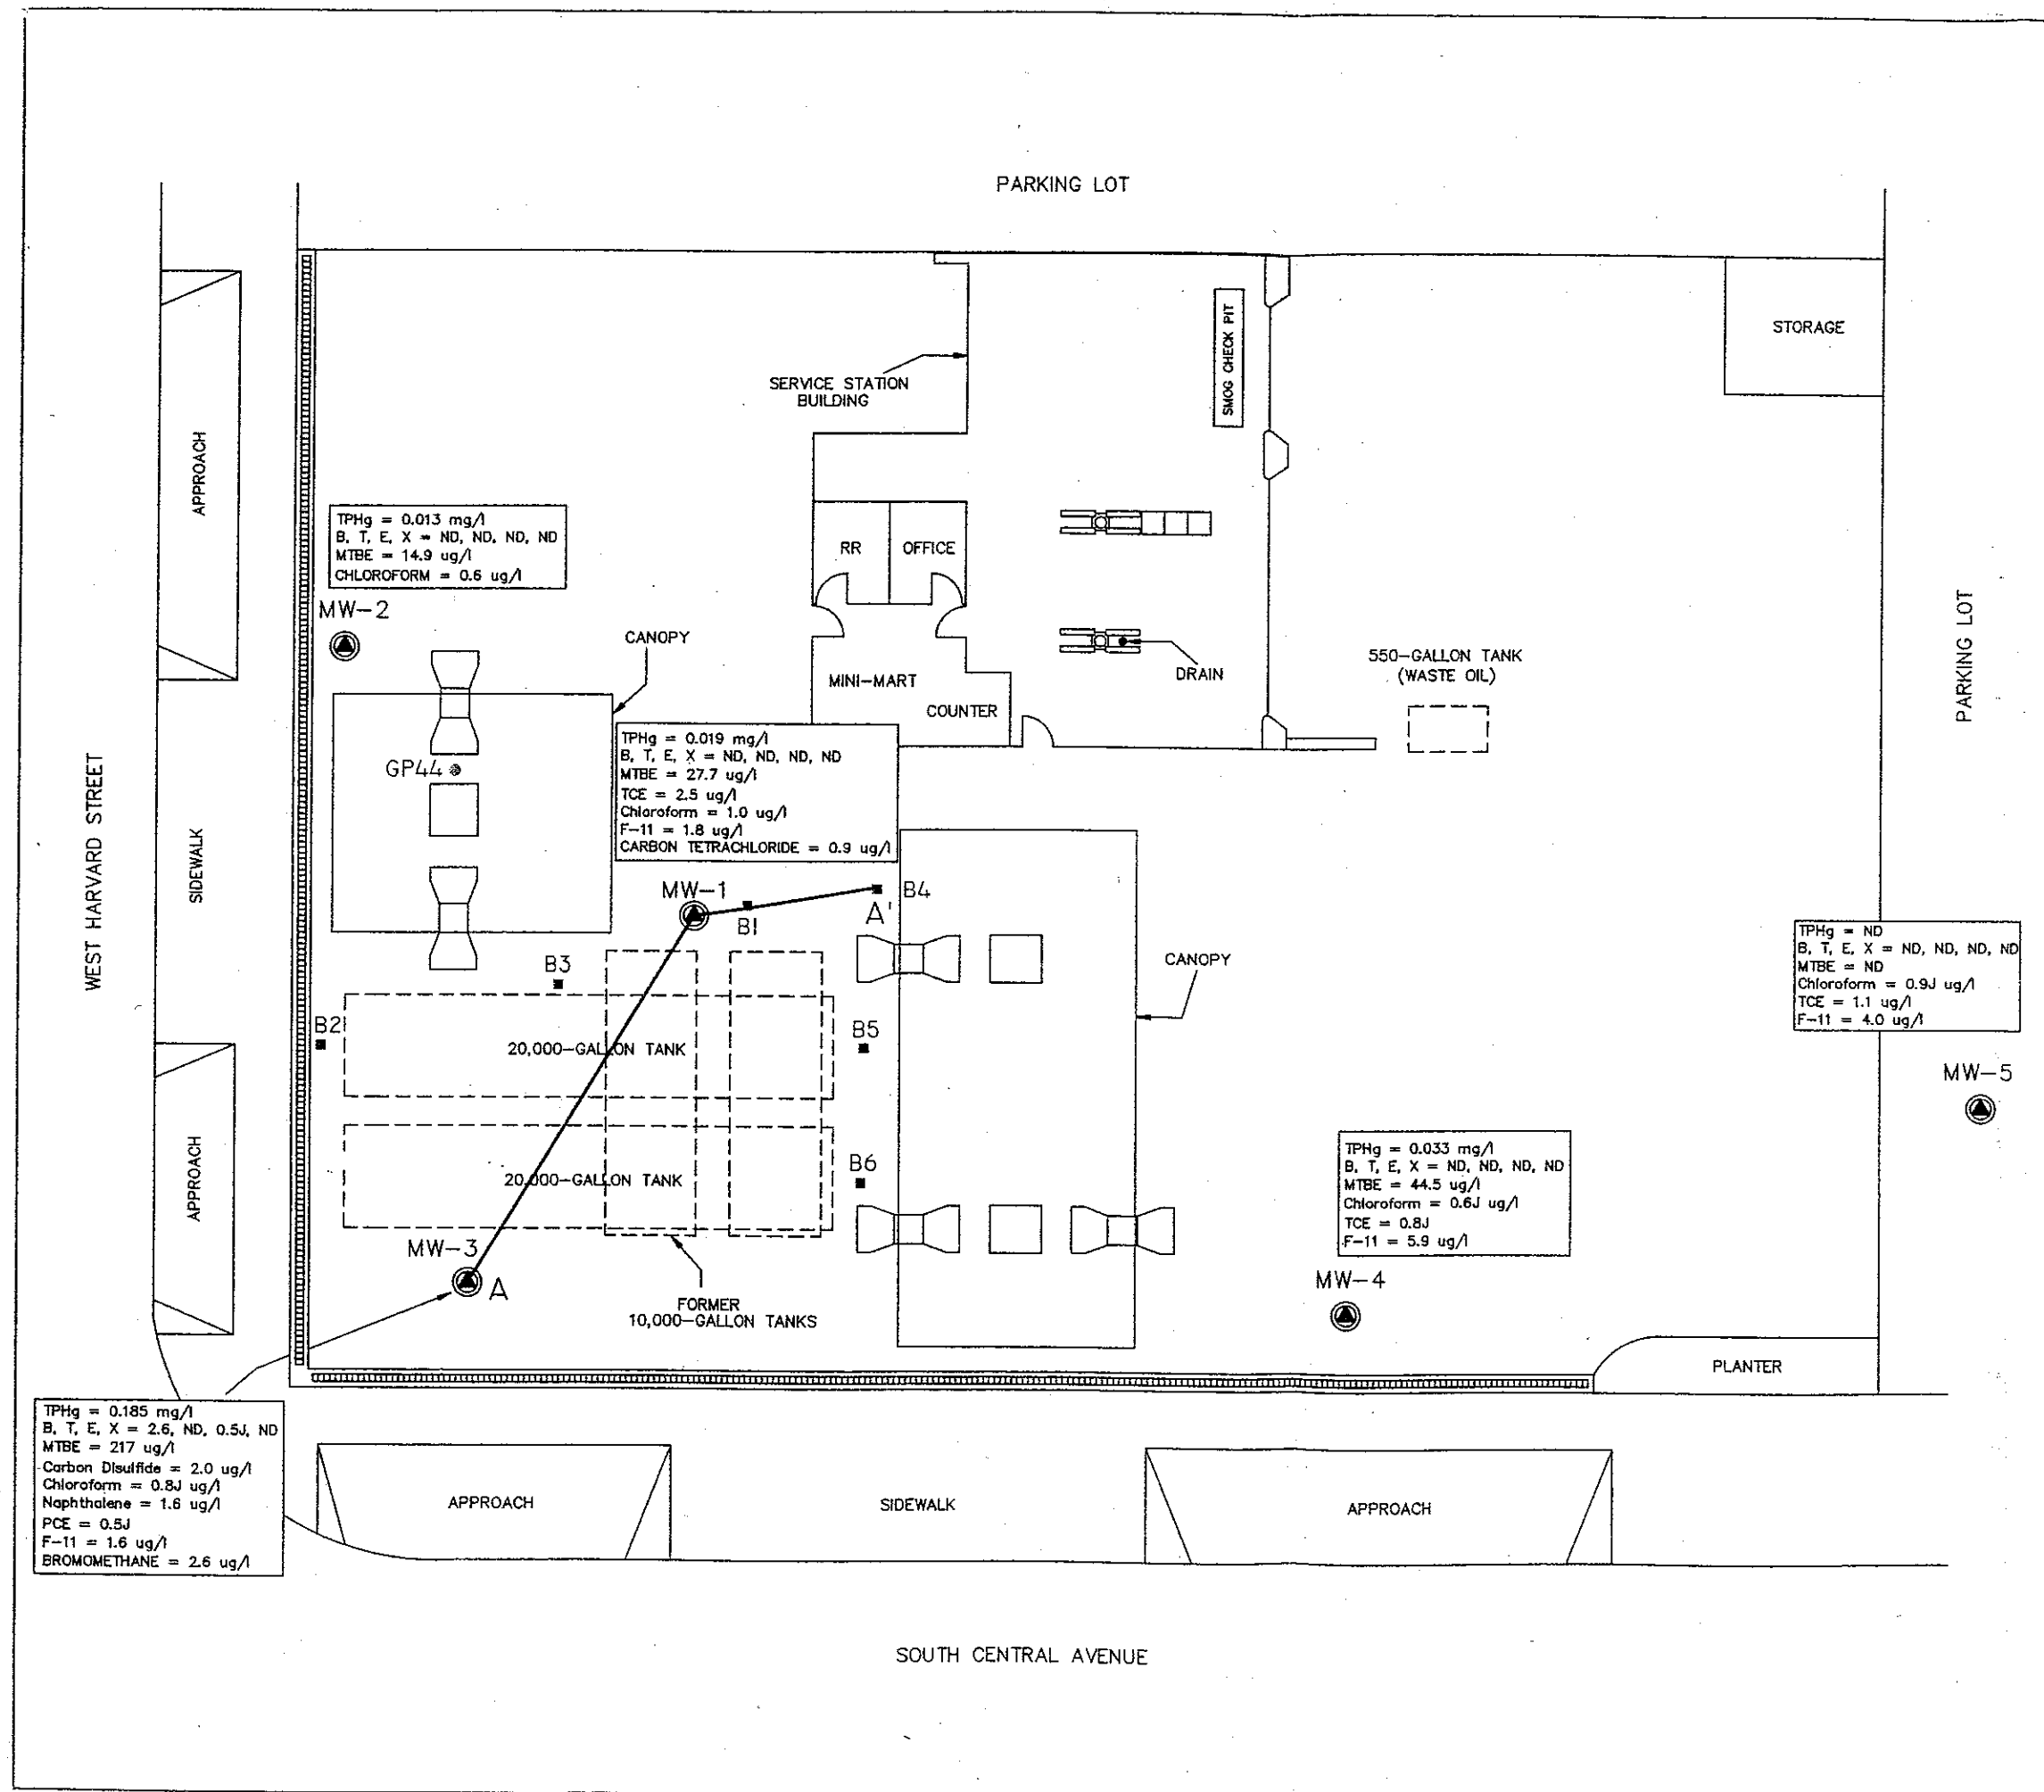 PARKING LOT
STORAGE
SMOG CHECK PIT
SERVICE STATION
BUILDING
APPROACH
TPHg = 0.013 mg/l
B, T, E, X = ND, ND, ND, ND
MTBE = 14.9 ug/l
CHLOROFORM = 0.6 ug/l
RR
OFFICE
MW-2
CANOPY
DRAIN
550-GALLON TANK
(WASTE OIL)
PARKING LOT
MINI-MART
COUNTER
TPHg = 0.019 mg/l
B, T, E, X = ND, ND, ND, ND
MTBE = 27.7 ug/l
TCE = 2.5 ug/l
Chloroform = 1.0 ug/l
F-11 = 1.8 ug/l
CARBON TETRACHLORIDE = 0.9 ug/l
GP44
WEST HARVARD STREET
SIDEWALK
MW-1
B1
B4
A'
TPHg = ND
B, T, E, X = ND, ND, ND, ND
MTBE = ND
Chloroform = 0.9J ug/l
TCE = 1.1 ug/l
F-11 = 4.0 ug/l
B3
CANOPY
B2
20,000-GALLON TANK
B5
MW-5
APPROACH
20,000-GALLON TANK
B6
TPHg = 0.033 mg/l
B, T, E, X = ND, ND, ND, ND
MTBE = 44.5 ug/l
Chloroform = 0.6J ug/l
TCE = 0.8J
F-11 = 5.9 ug/l
MW-3
A
FORMER
10,000-GALLON TANKS
MW-4
PLANTER
TPHg = 0.185 mg/l
B, T, E, X = 2.6, ND, 0.5J, ND
MTBE = 217 ug/l
Carbon Disulfide = 2.0 ug/l
Chloroform = 0.8J ug/l
Naphthalene = 1.6 ug/l
PCE = 0.5J
F-11 = 1.6 ug/l
BROMOMETHANE = 2.6 ug/l
APPROACH
SIDEWALK
APPROACH
SOUTH CENTRAL AVENUE